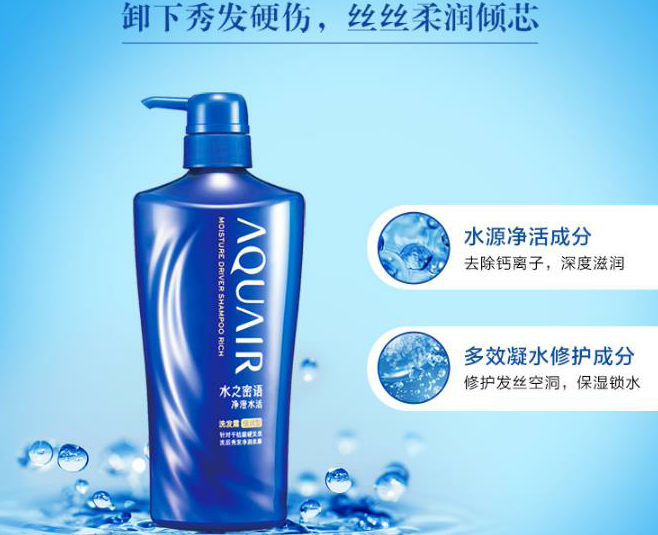 卸下秀发硬伤，丝丝柔润倾芯
AQUAIR
MOISTURE DRIVER SHAMPOO RICH
水之密语
净澄水活
洗发露
水源净活成分
去除钙离子，深度滋润
多效凝水修护成分
修护发丝空洞，保湿锁水